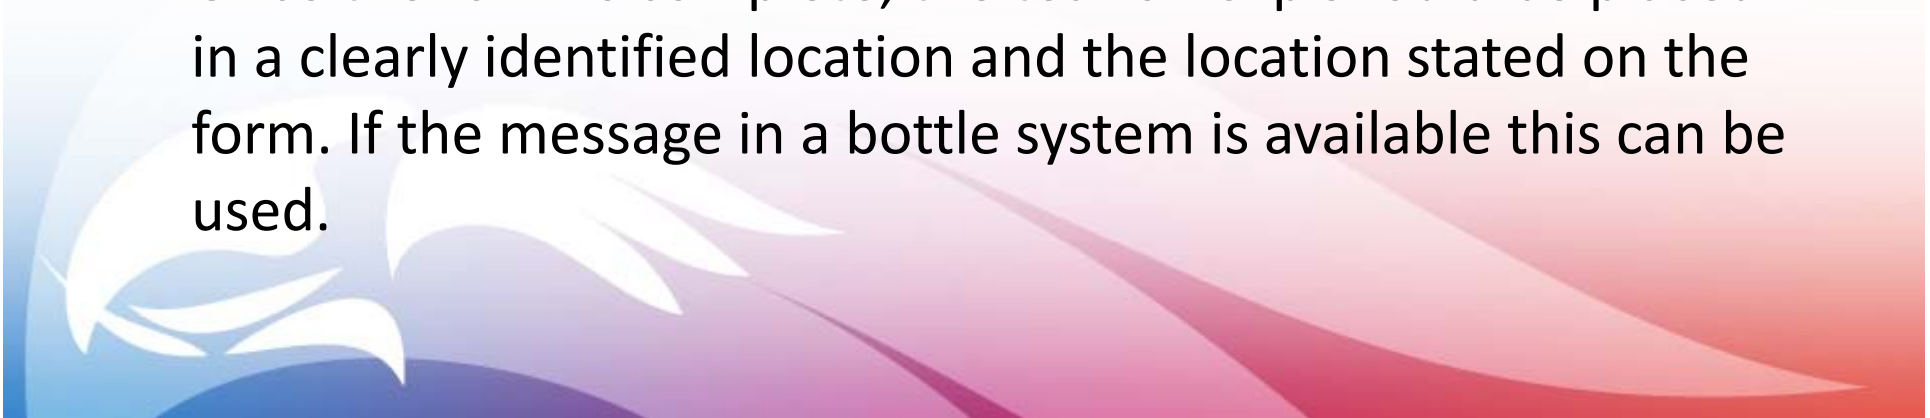 in a clearly identified location and the location stated on the
form. If the message in a bottle system is available this can be
used.